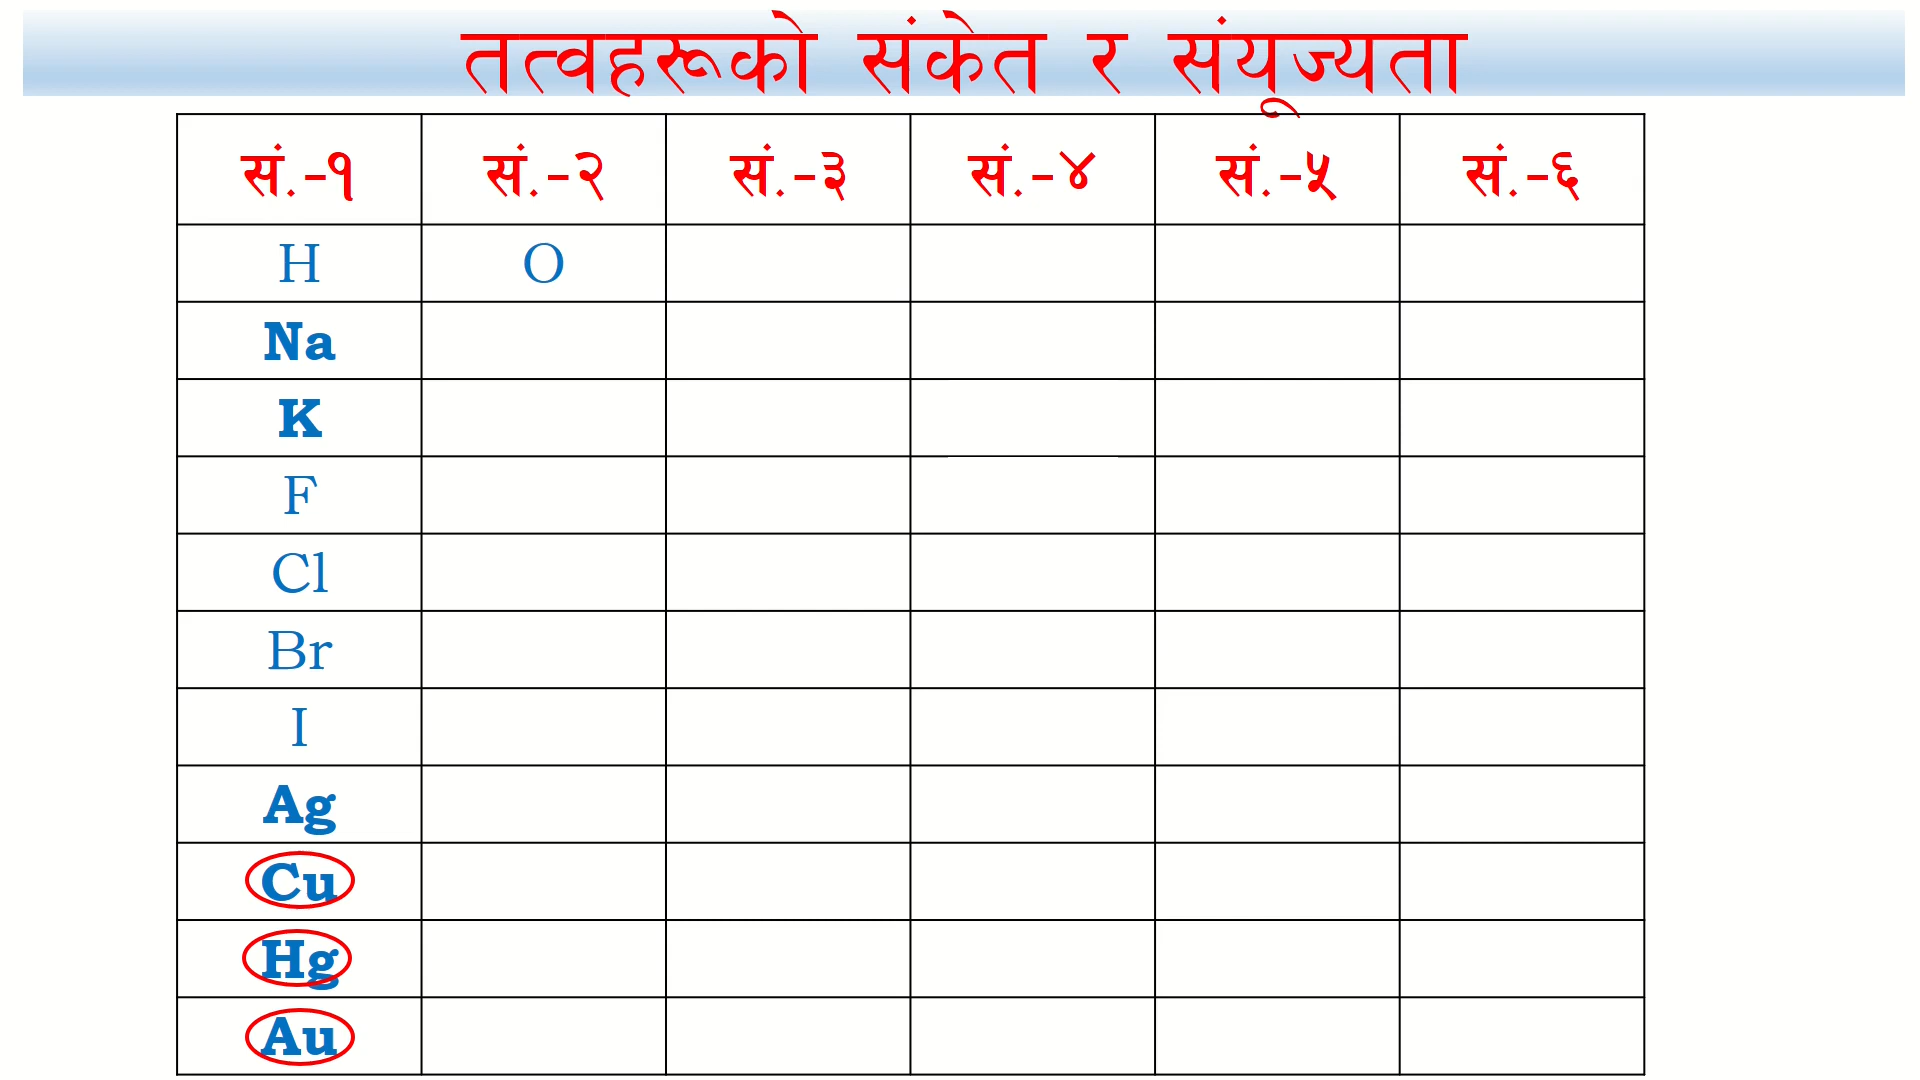 तत्वहरूको संकेत र संयूज्यता
सं.-१ सं.-२ सं.-३ सं.-४ सं.-५ सं.-६
H O
Na
K
F
Cl
Br
I
Ag
Cu
Hg
Au